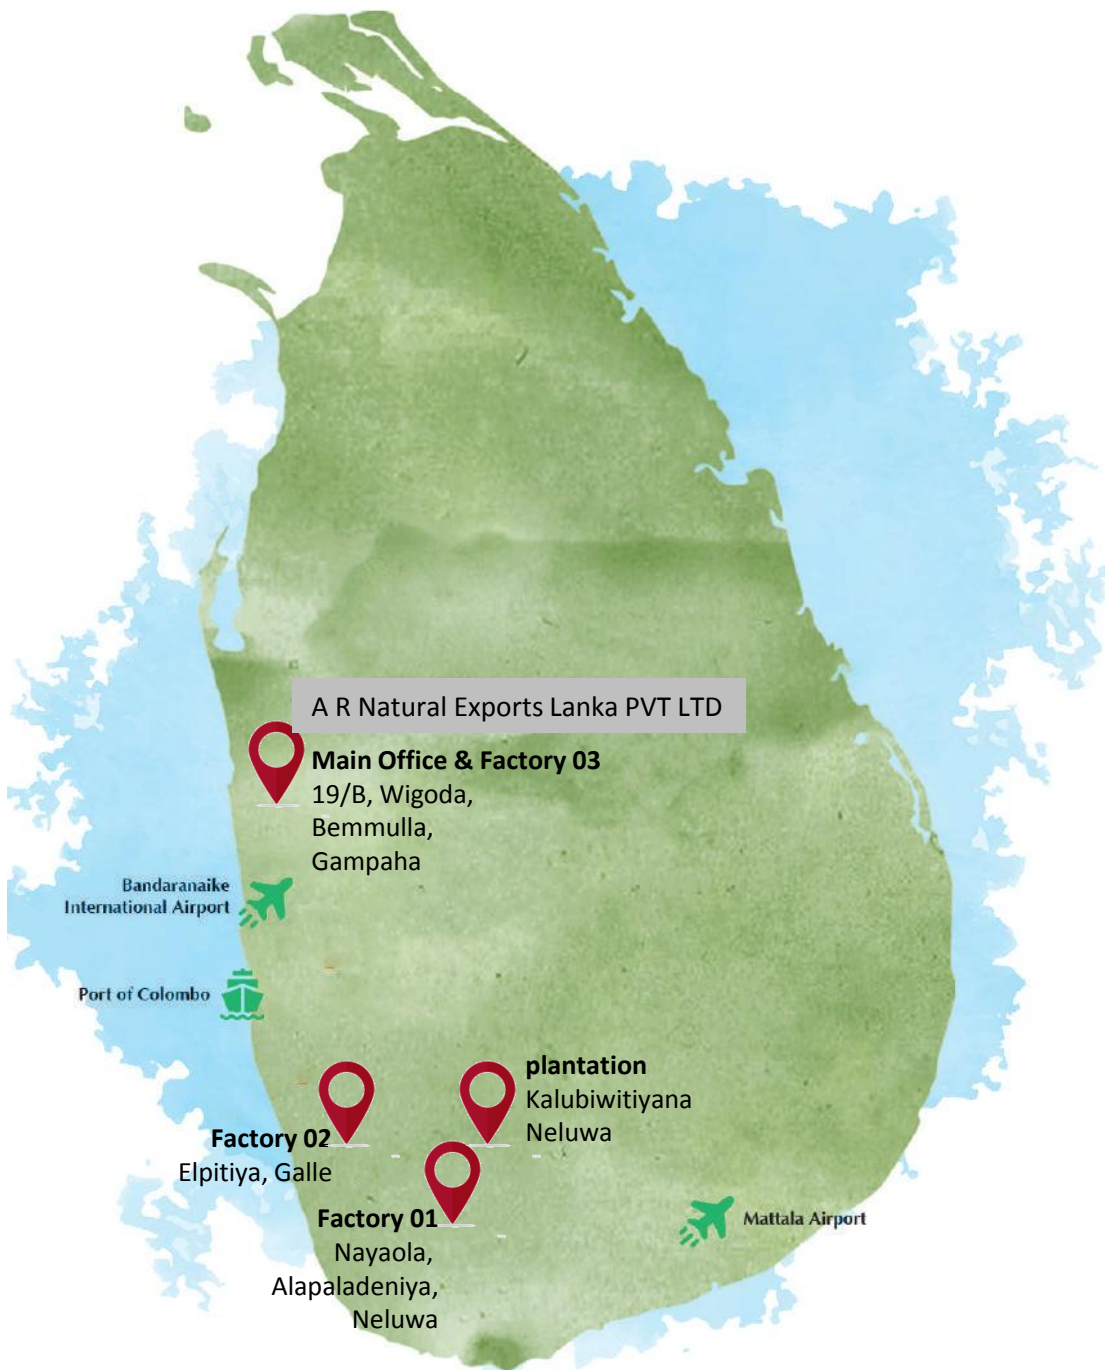 A R Natural Exports Lanka PVT LTD
Main Office & Factory 03
19/B, Wigoda,
Bemmulla,
Gampaha
Bandaranaike
International Airport
Port of Colombo
plantation
Kalubiwitiyana
Neluwa
Factory 02
Elpitiya, Galle
Factory 01
Nayaola,
Alapaladeniya,
Neluwa
Mattala Airport